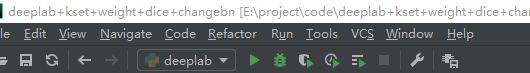 deeplab+kset+weight+dice+changebn [E:\project\code\deeplab+kset+weight+dice+chan
File Edit View Navigate Code Refactor Run Tools VCS Window Help
deeplab